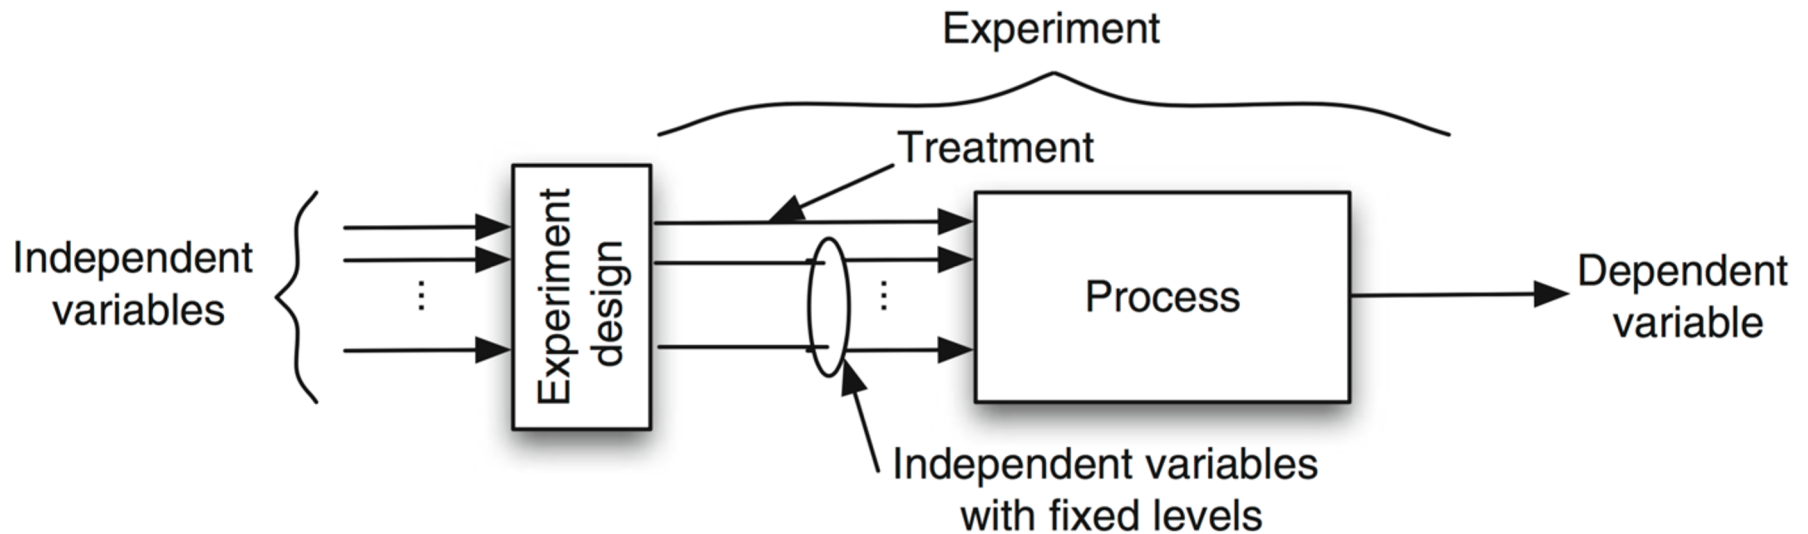 Experiment
Treatment
Independent
variables
Experiment
design
Process
Dependent
variable
Independent variables
with fixed levels